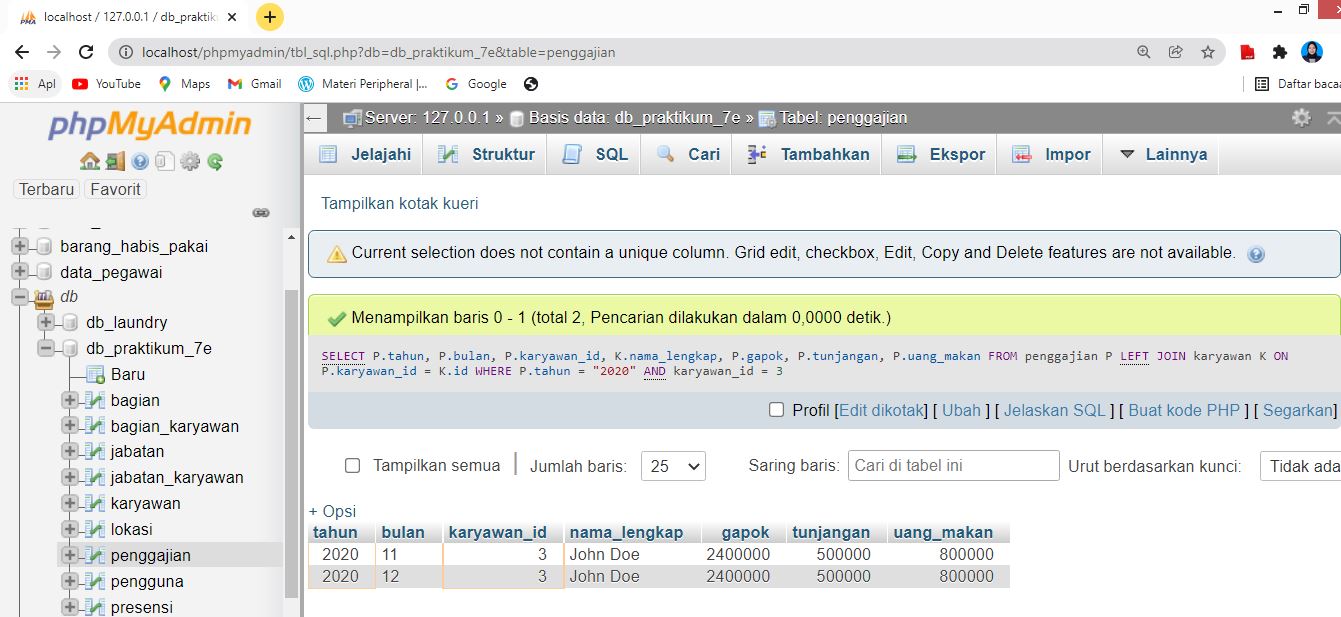 localhost / 127.0.0.1 / db_praktik
localhost/phpmyadmin/tbl_sql.php?db=db_praktikum_7e&table=penggajian
Apl YouTube Maps Gmail Materi Peripheral |... Google Daftar baca
phpMyAdmin
Terbaru Favorit
barang_habis_pakai
data_pegawai
db
db_laundry
db_praktikum_7e
Baru
bagian
bagian_karyawan
jabatan
jabatan_karyawan
karyawan
lokasi
penggajian
pengguna
presensi
Server: 127.0.0.1 » Basis data: db_praktikum_7e » Tabel: penggajian
Jelajahi Struktur SQL Cari Tambahkan Ekspor Impor Lainnya
Tampilkan kotak kueri
Current selection does not contain a unique column. Grid edit, checkbox, Edit, Copy and Delete features are not available.
Menampilkan baris 0 - 1 (total 2, Pencarian dilakukan dalam 0,0000 detik.)
SELECT P.tahun, P.bulan, P.karyawan_id, K.nama_lengkap, P.gapok, P.tunjangan, P.uang_makan FROM penggajian P LEFT JOIN karyawan K ON
P.karyawan_id = K.id WHERE P.tahun = "2020" AND karyawan_id = 3
Profil [Edit dikotak] [ Ubah ] [ Jelaskan SQL ] [ Buat kode PHP ] [ Segarkan]
Tampilkan semua | Jumlah baris: 25 Saring baris: Cari di tabel ini Urut berdasarkan kunci: Tidak ada
+ Opsi
tahun bulan karyawan_id nama_lengkap gapok tunjangan uang_makan
2020 11 3 John Doe 2400000 500000 800000
2020 12 3 John Doe 2400000 500000 800000